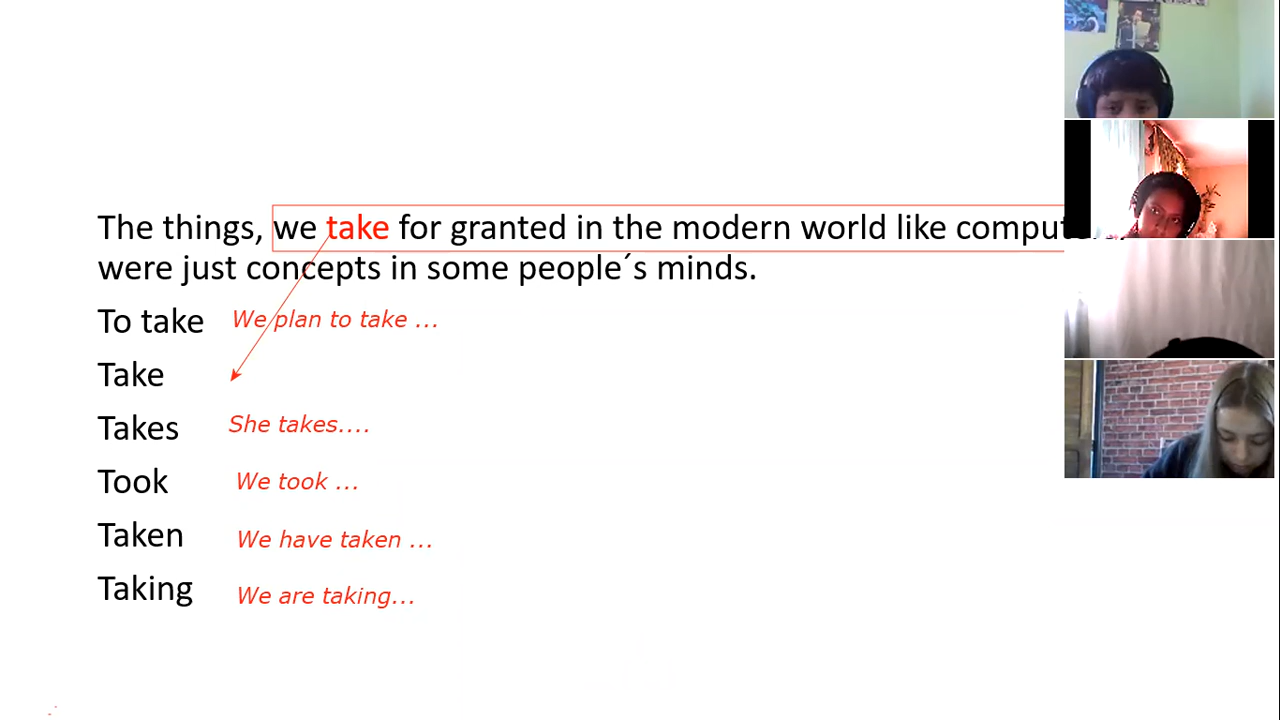 The things, we take for granted in the modern world like
were just concepts in some people´s minds.
To take We plan to take ...
Take
Takes She takes....
Took We took ...
Taken We have taken ...
Taking We are taking...